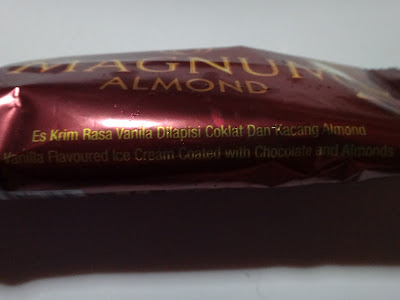 MAGNUM
ALMOND
Es Krim Rasa Vanila Dilapisi Coklat Dan Kacang Almond
Vanilla Flavoured Ice Cream Coated with Chocolate and Almonds